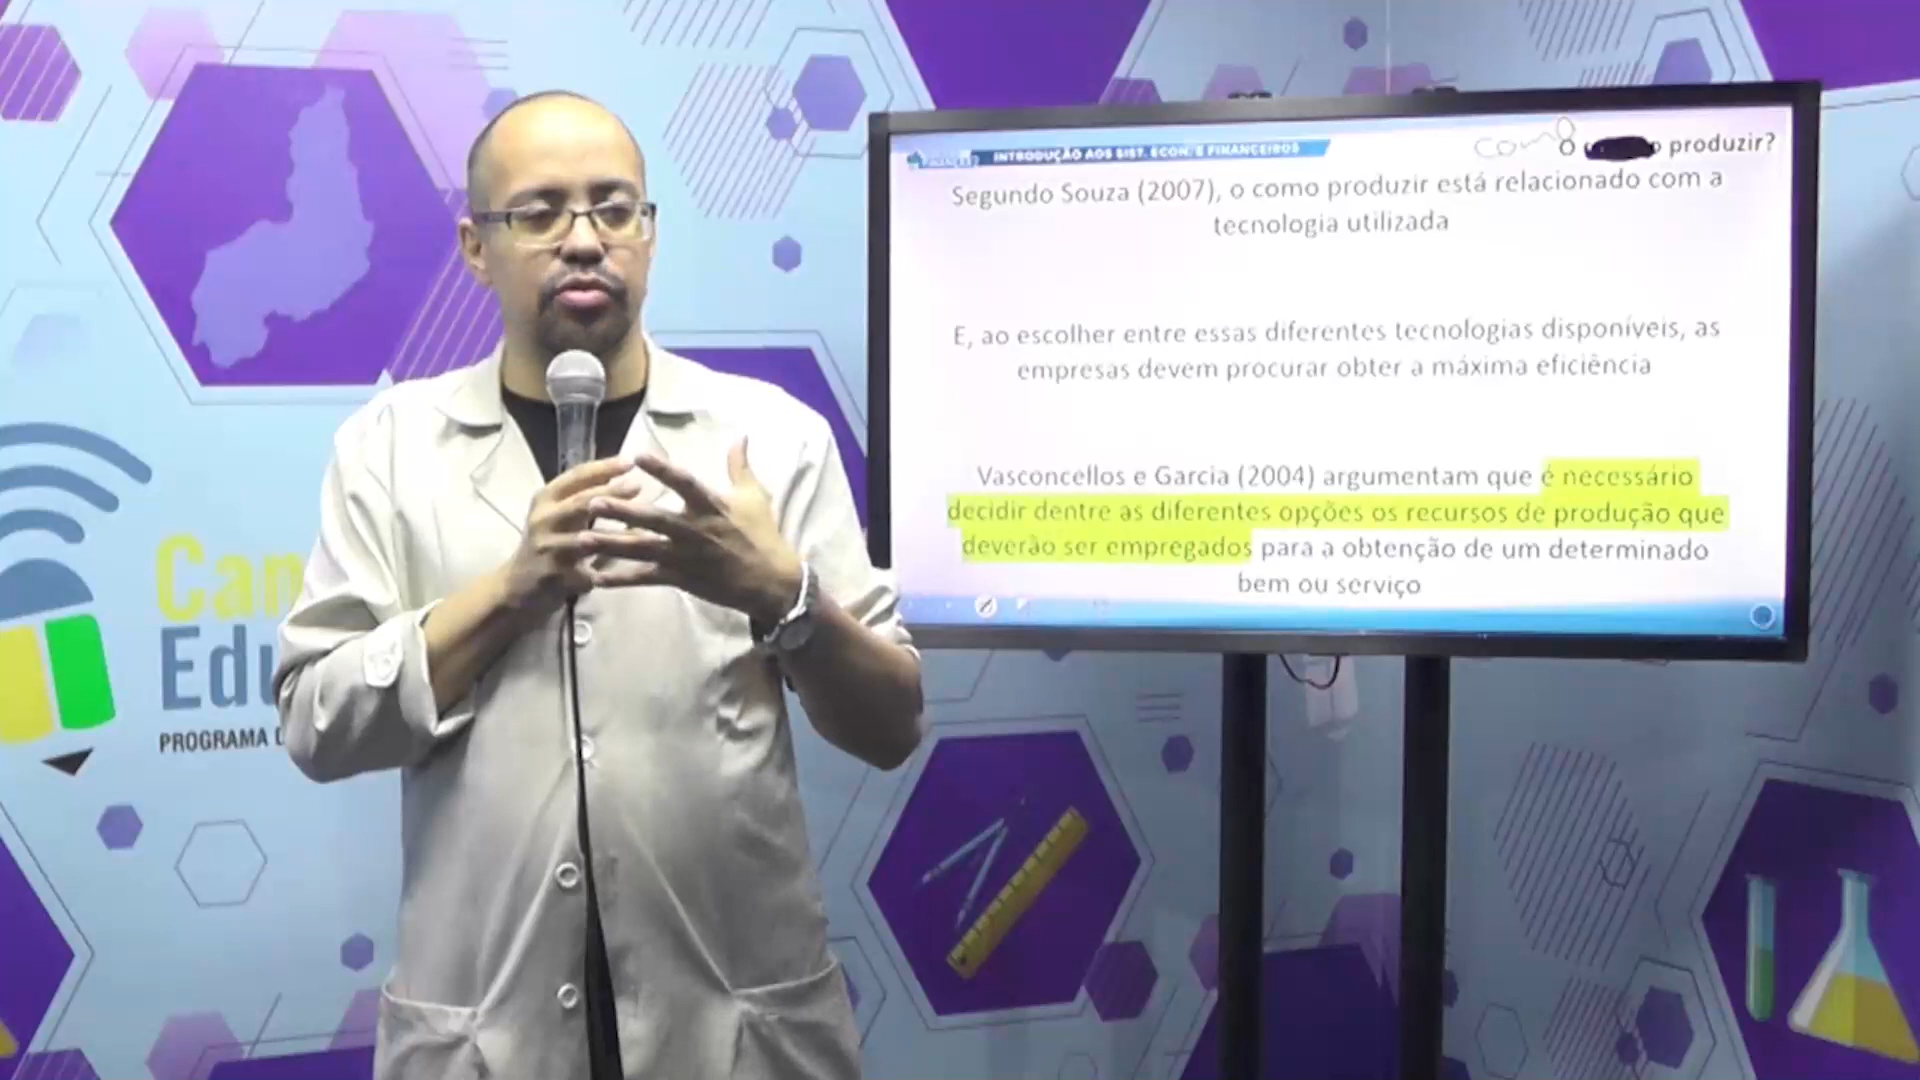 INTRODUÇÃO AOS SIST. ECON. E FINANCEIROS
como produzir?
Segundo Souza (2007), o como produzir está relacionado com a
tecnologia utilizada
E, ao escolher entre essas diferentes tecnologias disponíveis, as
empresas devem procurar obter a máxima eficiência
Vasconcellos e Garcia (2004) argumentam que é necessário
decidir dentre as diferentes opções os recursos de produção que
deverão ser empregados para a obtenção de um determinado
bem ou serviço
Can
Edu
PROGRAMA